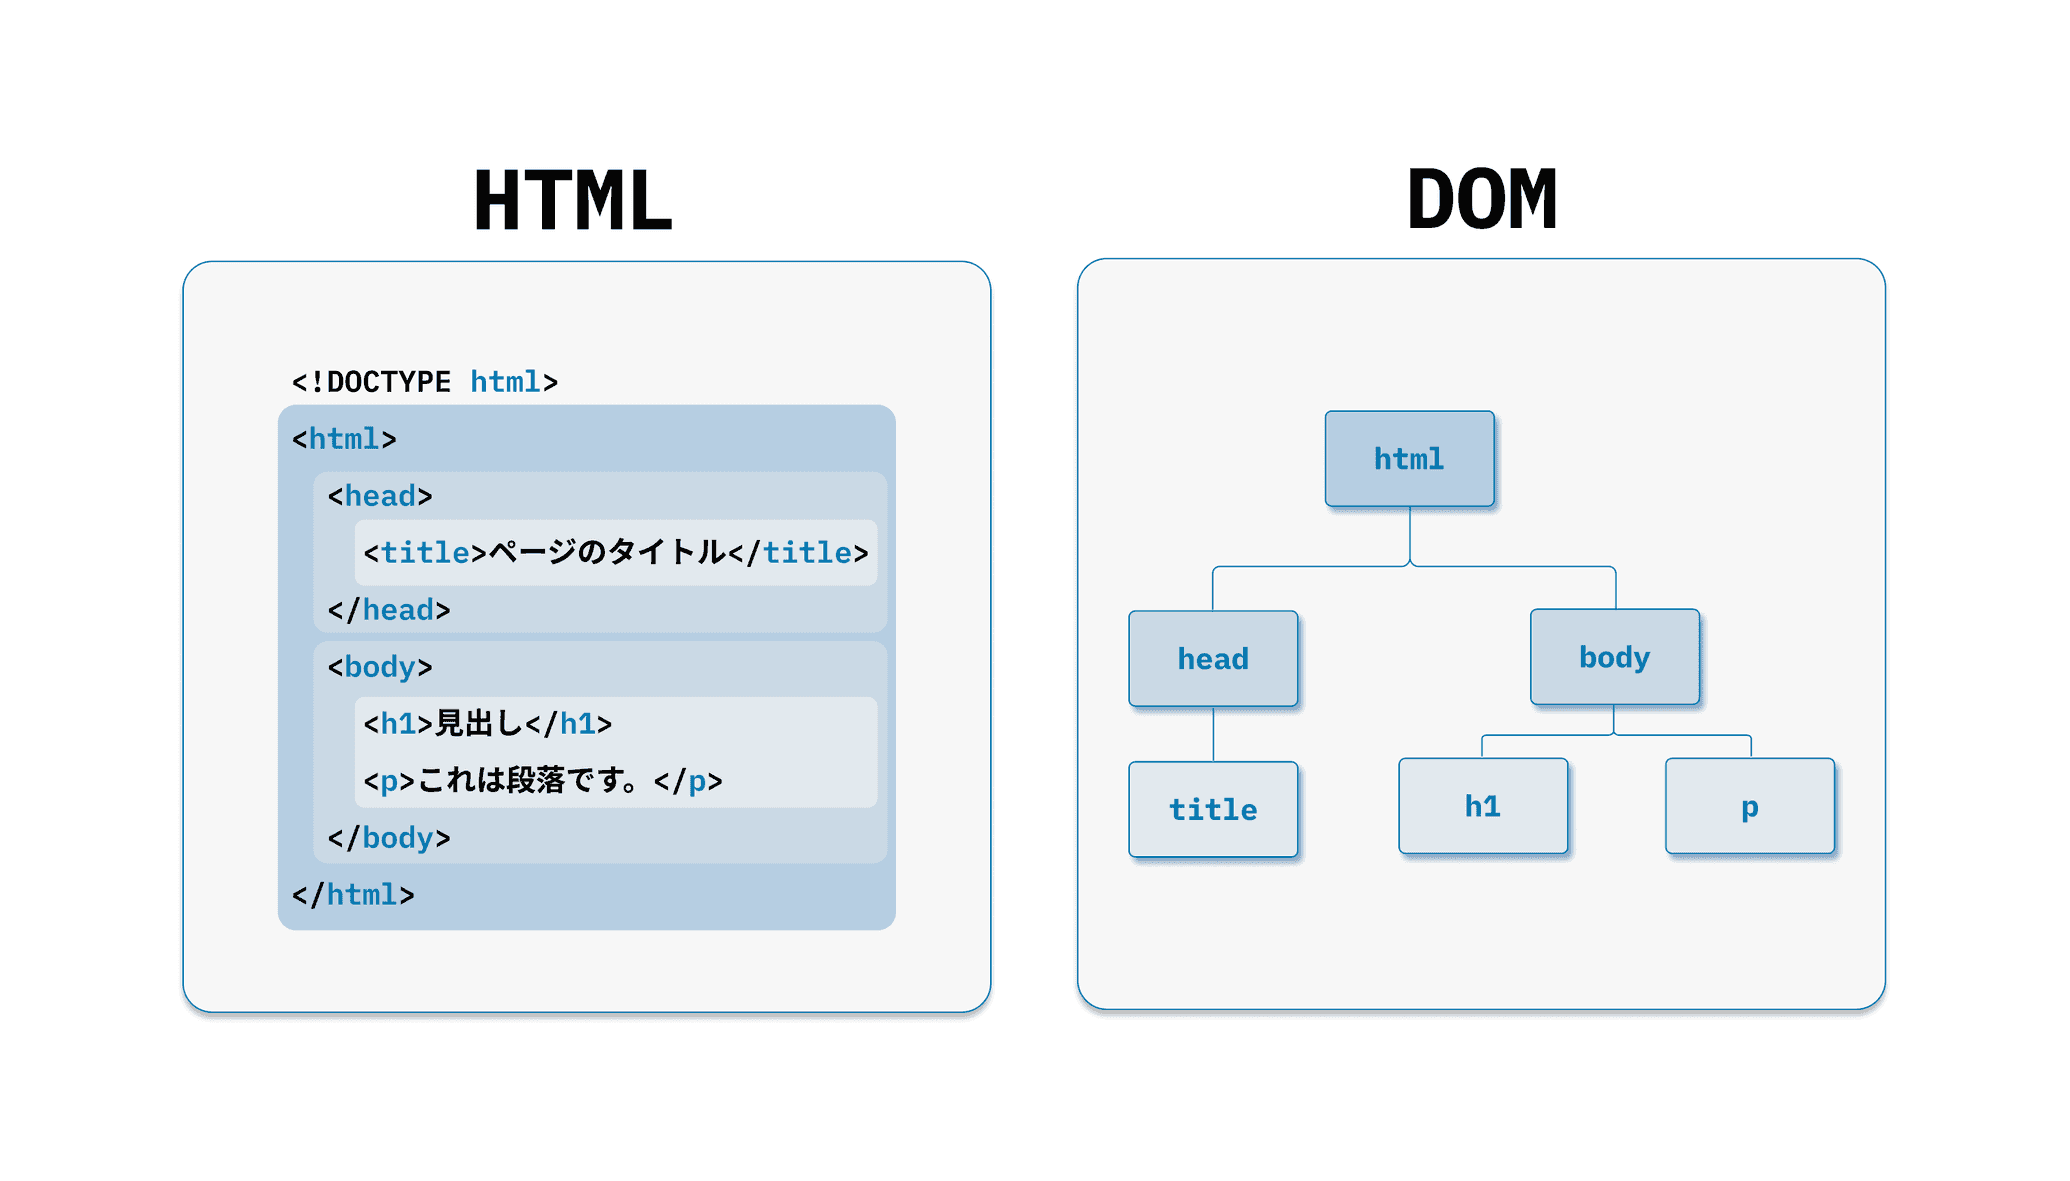 HTML
<!DOCTYPE html>
<html>
<head>
<title>ページのタイトル</title>
</head>
<body>
<h1>見出し</h1>
<p>これは段落です。</p>
</body>
</html>
DOM
html
head
body
title
h1
p